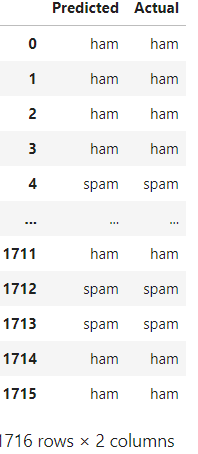 Predicted Actual
0 ham ham
1 ham ham
2 ham ham
3 ham ham
4 spam spam
... ... ...
1711 ham ham
1712 spam spam
1713 spam spam
1714 ham ham
1715 ham ham
1716 rows × 2 columns